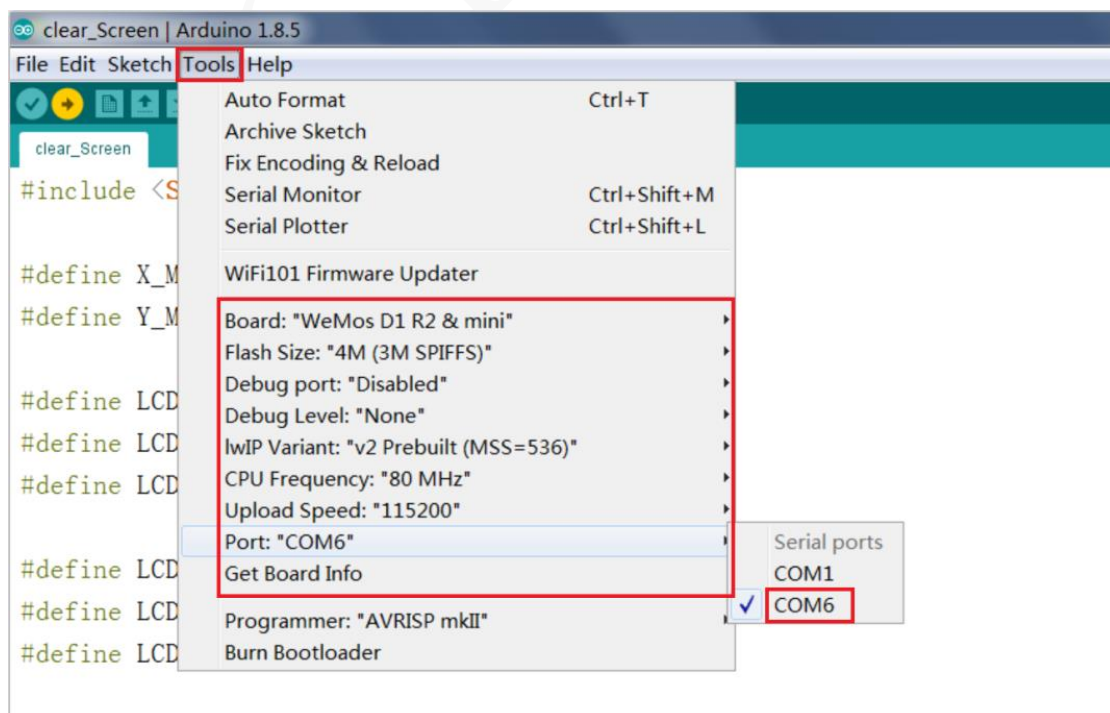 clear_Screen | Arduino 1.8.5
File Edit Sketch Tools Help
Auto Format Ctrl+T
Archive Sketch
clear_Screen
Fix Encoding & Reload
#include <S
Serial Monitor Ctrl+Shift+M
Serial Plotter Ctrl+Shift+L
#define X_M
WiFi101 Firmware Updater
#define Y_M
Board: "WeMos D1 R2 & mini"
Flash Size: "4M (3M SPIFFS)"
Debug port: "Disabled"
#define LCD
Debug Level: "None"
#define LCD
lwIP Variant: "v2 Prebuilt (MSS=536)"
#define LCD
CPU Frequency: "80 MHz"
Upload Speed: "115200"
Port: "COM6"
Serial ports
#define LCD
Get Board Info
COM1
#define LCD
Programmer: "AVRISP mkII"
COM6
#define LCD
Burn Bootloader